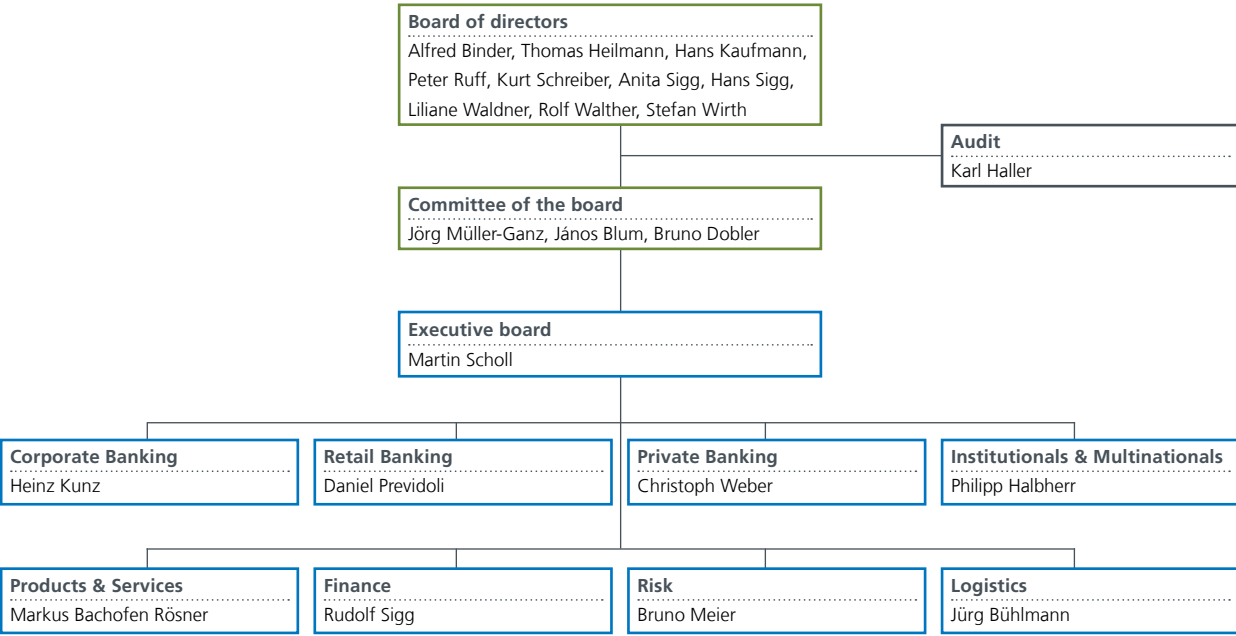 Board of directors
Alfred Binder, Thomas Heilmann, Hans Kaufmann,
Peter Ruff, Kurt Schreiber, Anita Sigg, Hans Sigg,
Liliane Waldner, Rolf Walther, Stefan Wirth
Audit
Karl Haller
Committee of the board
Jörg Müller-Ganz, János Blum, Bruno Dobler
Executive board
Martin Scholl
Corporate Banking
Heinz Kunz
Retail Banking
Daniel Previdoli
Private Banking
Christoph Weber
Institutionals & Multinationals
Philipp Halbherr
Products & Services
Markus Bachofen Rösner
Finance
Rudolf Sigg
Risk
Bruno Meier
Logistics
Jürg Bühlmann